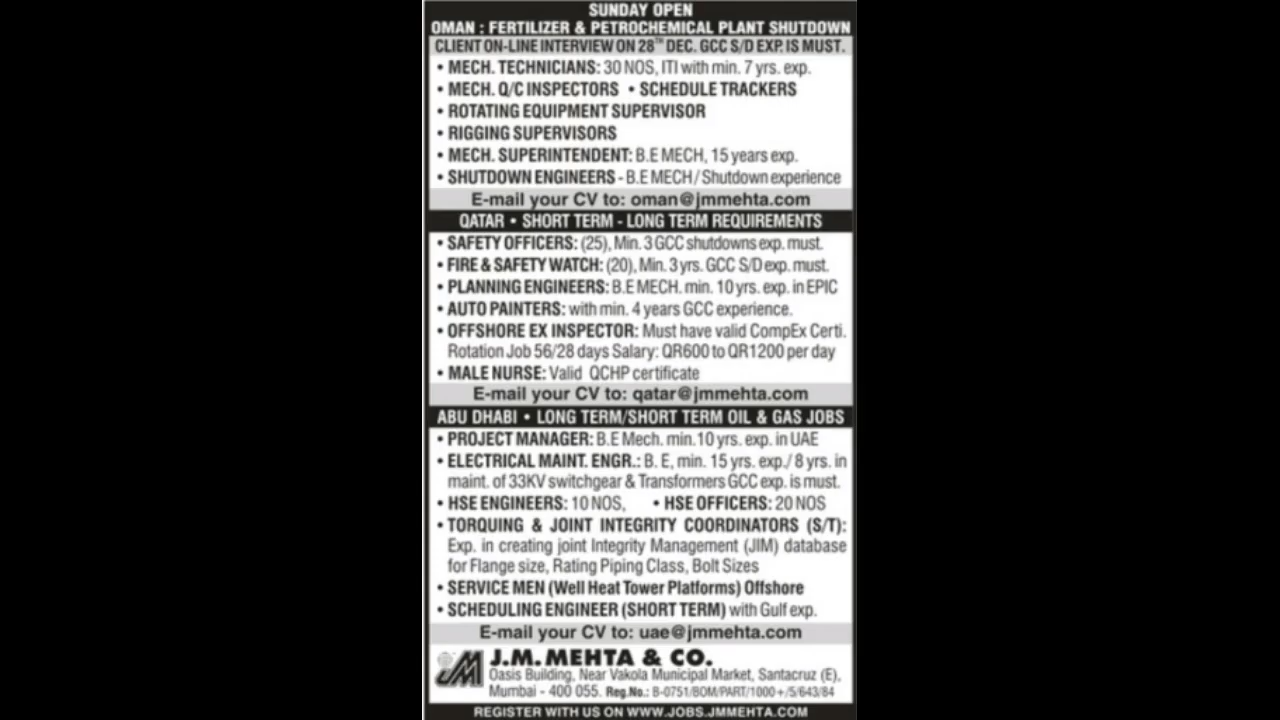 SUNDAY OPEN
OMAN : FERTILIZER & PETROCHEMICAL PLANT SHUTDOWN
CLIENT ON-LINE INTERVIEW ON 28TH DEC. GCC S/D EXP. IS MUST.
• MECH. TECHNICIANS: 30 NOS, ITI with min. 7 yrs. exp.
• MECH. Q/C INSPECTORS • SCHEDULE TRACKERS
• ROTATING EQUIPMENT SUPERVISOR
• RIGGING SUPERVISORS
• MECH. SUPERINTENDENT: B.E MECH, 15 years exp.
• SHUTDOWN ENGINEERS - B.E MECH / Shutdown experience
E-mail your CV to: oman@jmmehta.com
QATAR • SHORT TERM - LONG TERM REQUIREMENTS
• SAFETY OFFICERS: (25), Min. 3 GCC shutdowns exp. must.
• FIRE & SAFETY WATCH: (20), Min. 3 yrs. GCC S/D exp. must.
• PLANNING ENGINEERS: B.E MECH. min. 10 yrs. exp. in EPIC
• AUTO PAINTERS: with min. 4 years GCC experience.
• OFFSHORE EX INSPECTOR: Must have valid CompEx Certi.
Rotation Job 56/28 days Salary: QR600 to QR1200 per day
• MALE NURSE: Valid QCHP certificate
E-mail your CV to: qatar@jmmehta.com
ABU DHABI • LONG TERM/SHORT TERM OIL & GAS JOBS
• PROJECT MANAGER: B.E Mech. min.10 yrs. exp. in UAE
• ELECTRICAL MAINT. ENGR.: B. E, min. 15 yrs. exp./ 8 yrs. in
maint. of 33KV switchgear & Transformers GCC exp. is must.
• HSE ENGINEERS: 10 NOS, • HSE OFFICERS: 20 NOS
• TORQUING & JOINT INTEGRITY COORDINATORS (S/T):
Exp. in creating joint Integrity Management (JIM) database
for Flange size, Rating Piping Class, Bolt Sizes
• SERVICE MEN (Well Heat Tower Platforms) Offshore
• SCHEDULING ENGINEER (SHORT TERM) with Gulf exp.
E-mail your CV to: uae@jmmehta.com
JM J.M. MEHTA & CO.
Oasis Building, Near Vakola Municipal Market, Santacruz (E),
Mumbai - 400 055. Reg.No.: B-0751/BOM/PART/1000+/5/643/84
REGISTER WITH US ON WWW.JOBS.JMMEHTA.COM